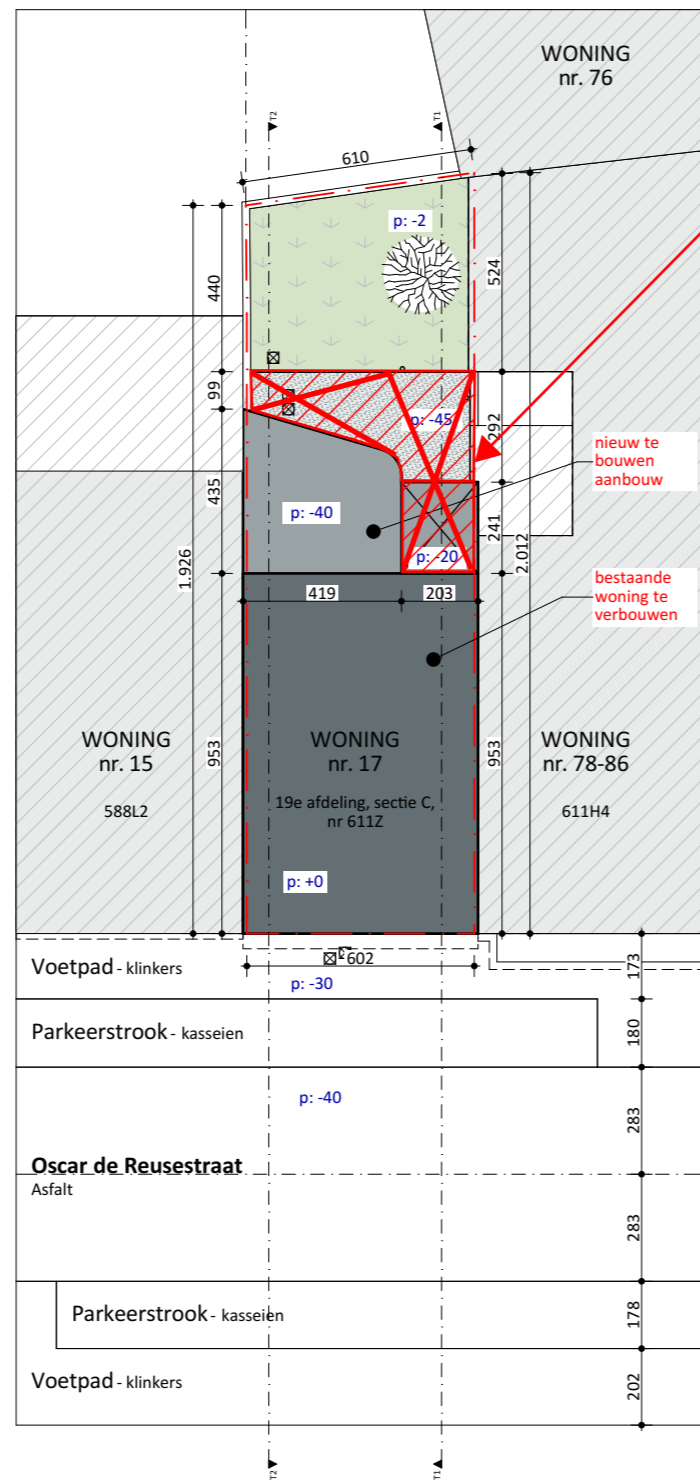 WONING
nr. 76
T2
T1
610
p: -2
440
524
99
p: -45
292
nieuw te
bouwen
aanbouw
435
p: -40
241
2.012
p: -20
1.926
bestaande
woning te
verbouwen
419
203
WONING
nr. 15
588L2
953
WONING
nr. 17
19e afdeling, sectie C,
nr 611Z
953
WONING
nr. 78-86
611H4
p: +0
602
Voetpad - klinkers
173
p: -30
Parkeerstrook - kasseien
180
p: -40
283
Oscar de Reusestraat
Asfalt
283
Parkeerstrook - kasseien
178
Voetpad - klinkers
202
T2
T1